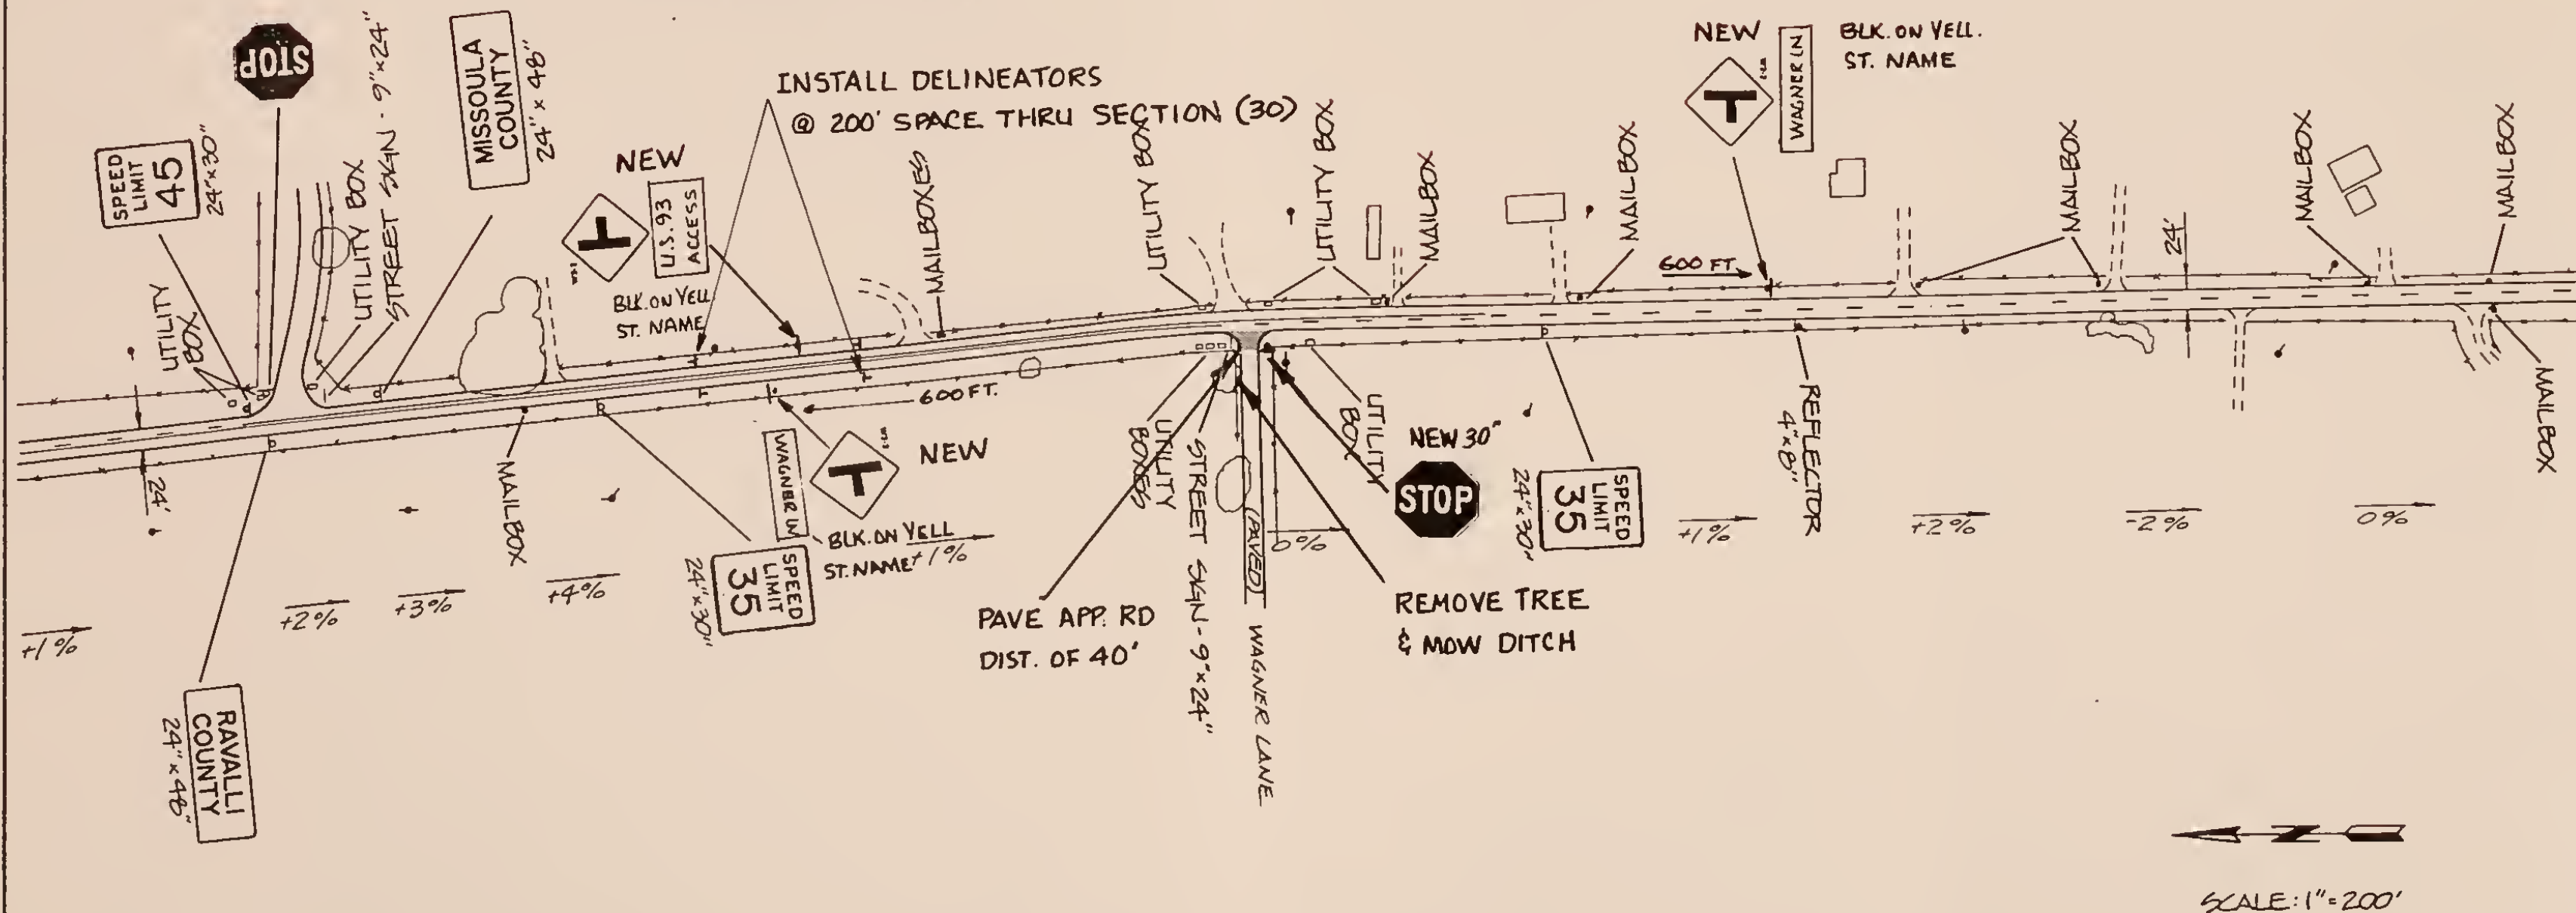 STOP
SPEED
LIMIT
45
24"x30"
UTILITY
BOX
UTILITY BOX
STREET SIGN - 9"x24"
MISSOULA
COUNTY
24" x 48"
INSTALL DELINEATORS
@ 200' SPACE THRU SECTION (30)
NEW
U.S. 93
ACCESS
BLK. ON YELL
ST. NAME
MAILBOXES
UTILITY BOX
UTILITY BOX
MAILBOX
MAILBOX
NEW
WAGNER LN
BLK. ON YELL.
ST. NAME
600 FT.
MAILBOX
24'
MAILBOX
MAILBOX
24'
MAILBOX
600 FT.
WAGNER LN
NEW
BLK. ON YELL
ST. NAME
+1%
SPEED
LIMIT
35
24"x30"
UTILITY
BOXES
STREET SIGN - 9"x24"
(PAVED)
WAGNER LANE
0%
UTILITY
BOX
NEW 30"
STOP
SPEED
LIMIT
35
24"x30"
REFLECTOR
4"x8"
MAILBOX
+1%
+2%
-2%
0%
+1%
+2%
+3%
+4%
PAVE APP. RD
DIST. OF 40'
REMOVE TREE
& MOW DITCH
RAVALLI
COUNTY
24" x 48"
N
SCALE: 1"=200'